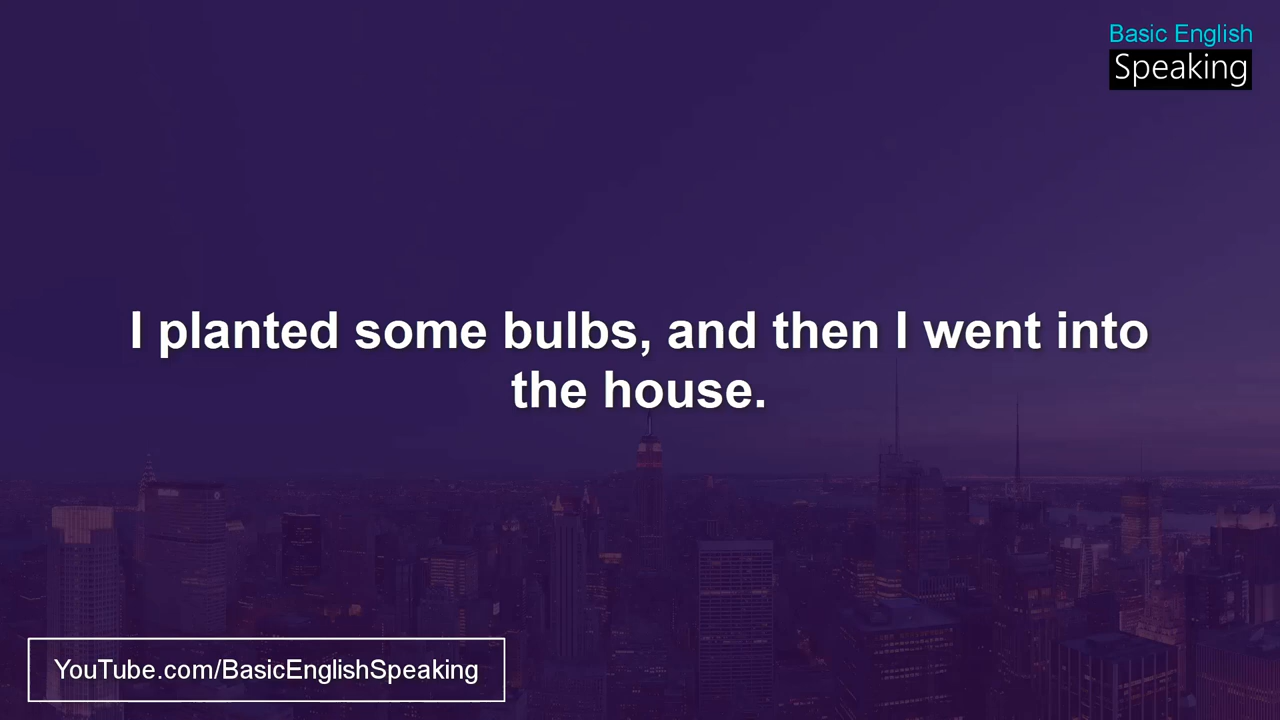 Basic English
Speaking
I planted some bulbs, and then I went into
the house.
YouTube.com/BasicEnglishSpeaking